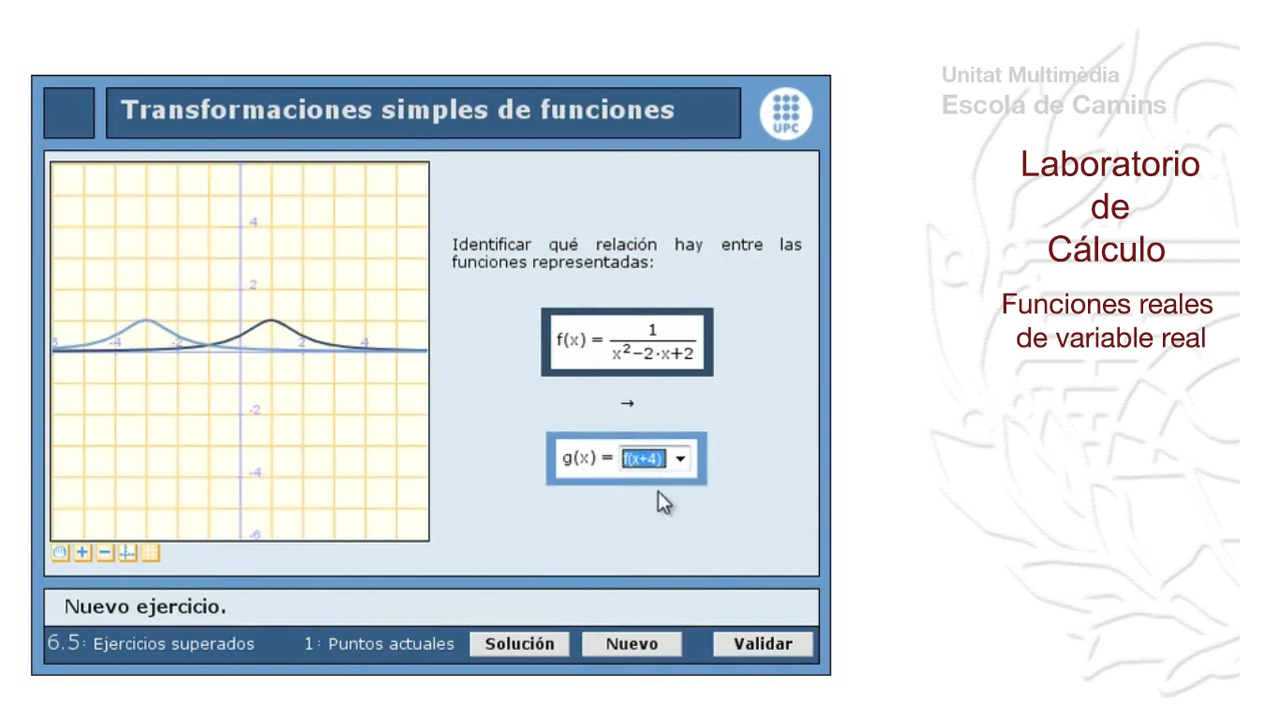 Unitat Multimèdia
Escola de Camins
Laboratorio
de
Cálculo
Funciones reales
de variable real
Transformaciones simples de funciones
UPC
4
2
-4
-2
2
4
-2
-4
-6
Identificar qué relación hay entre las
funciones representadas:
f(x) = 1/(x²−2·x+2)
→
g(x) = f(x+4)
Nuevo ejercicio.
6.5: Ejercicios superados
1: Puntos actuales
Solución
Nuevo
Validar